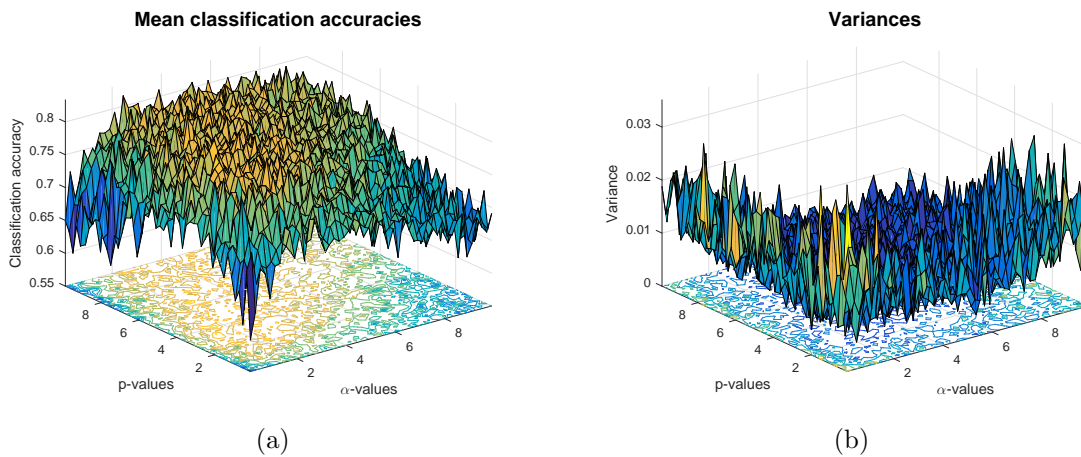 Mean classification accuracies
Classification accuracy
0.8
0.75
0.7
0.65
0.6
0.55
8
6
4
2
p-values
2
4
6
8
α-values
(a)
Variances
Variance
0.03
0.02
0.01
0
8
6
4
2
p-values
2
4
6
8
α-values
(b)